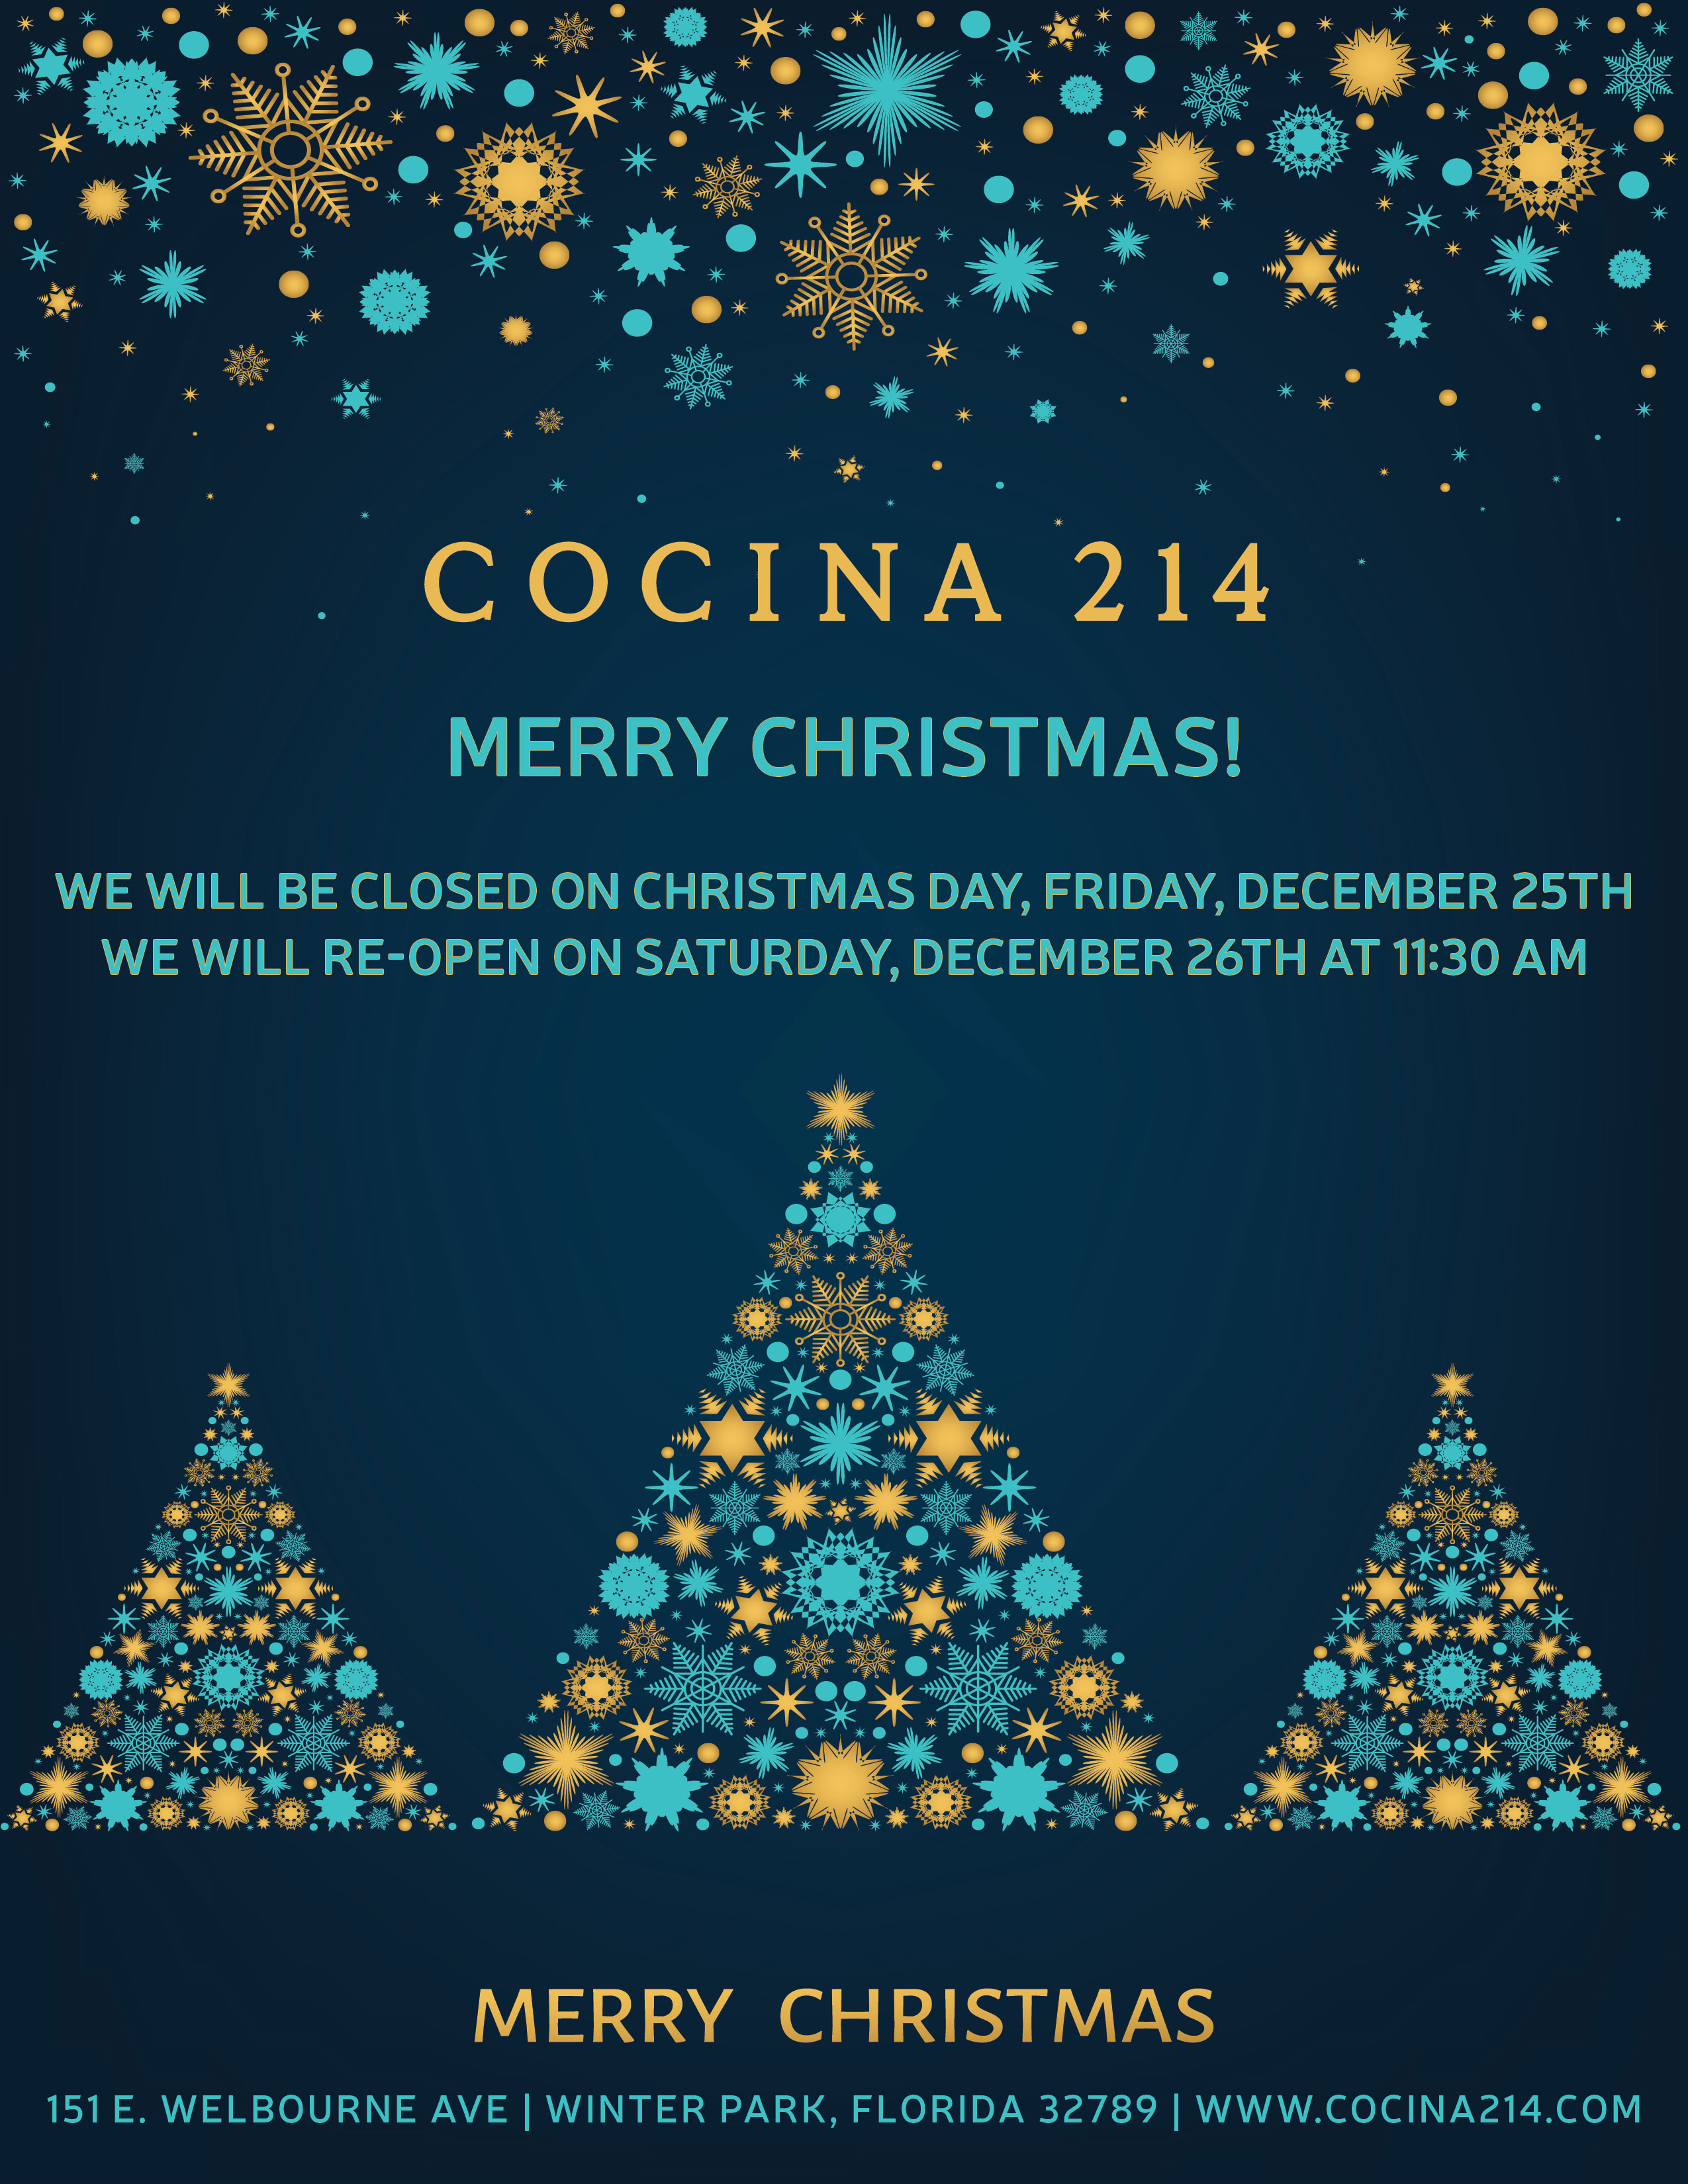 COCINA 214
MERRY CHRISTMAS!
WE WILL BE CLOSED ON CHRISTMAS DAY, FRIDAY, DECEMBER 25TH
WE WILL RE-OPEN ON SATURDAY, DECEMBER 26TH AT 11:30 AM
MERRY CHRISTMAS
151 E. WELBOURNE AVE | WINTER PARK, FLORIDA 32789 | WWW.COCINA214.COM